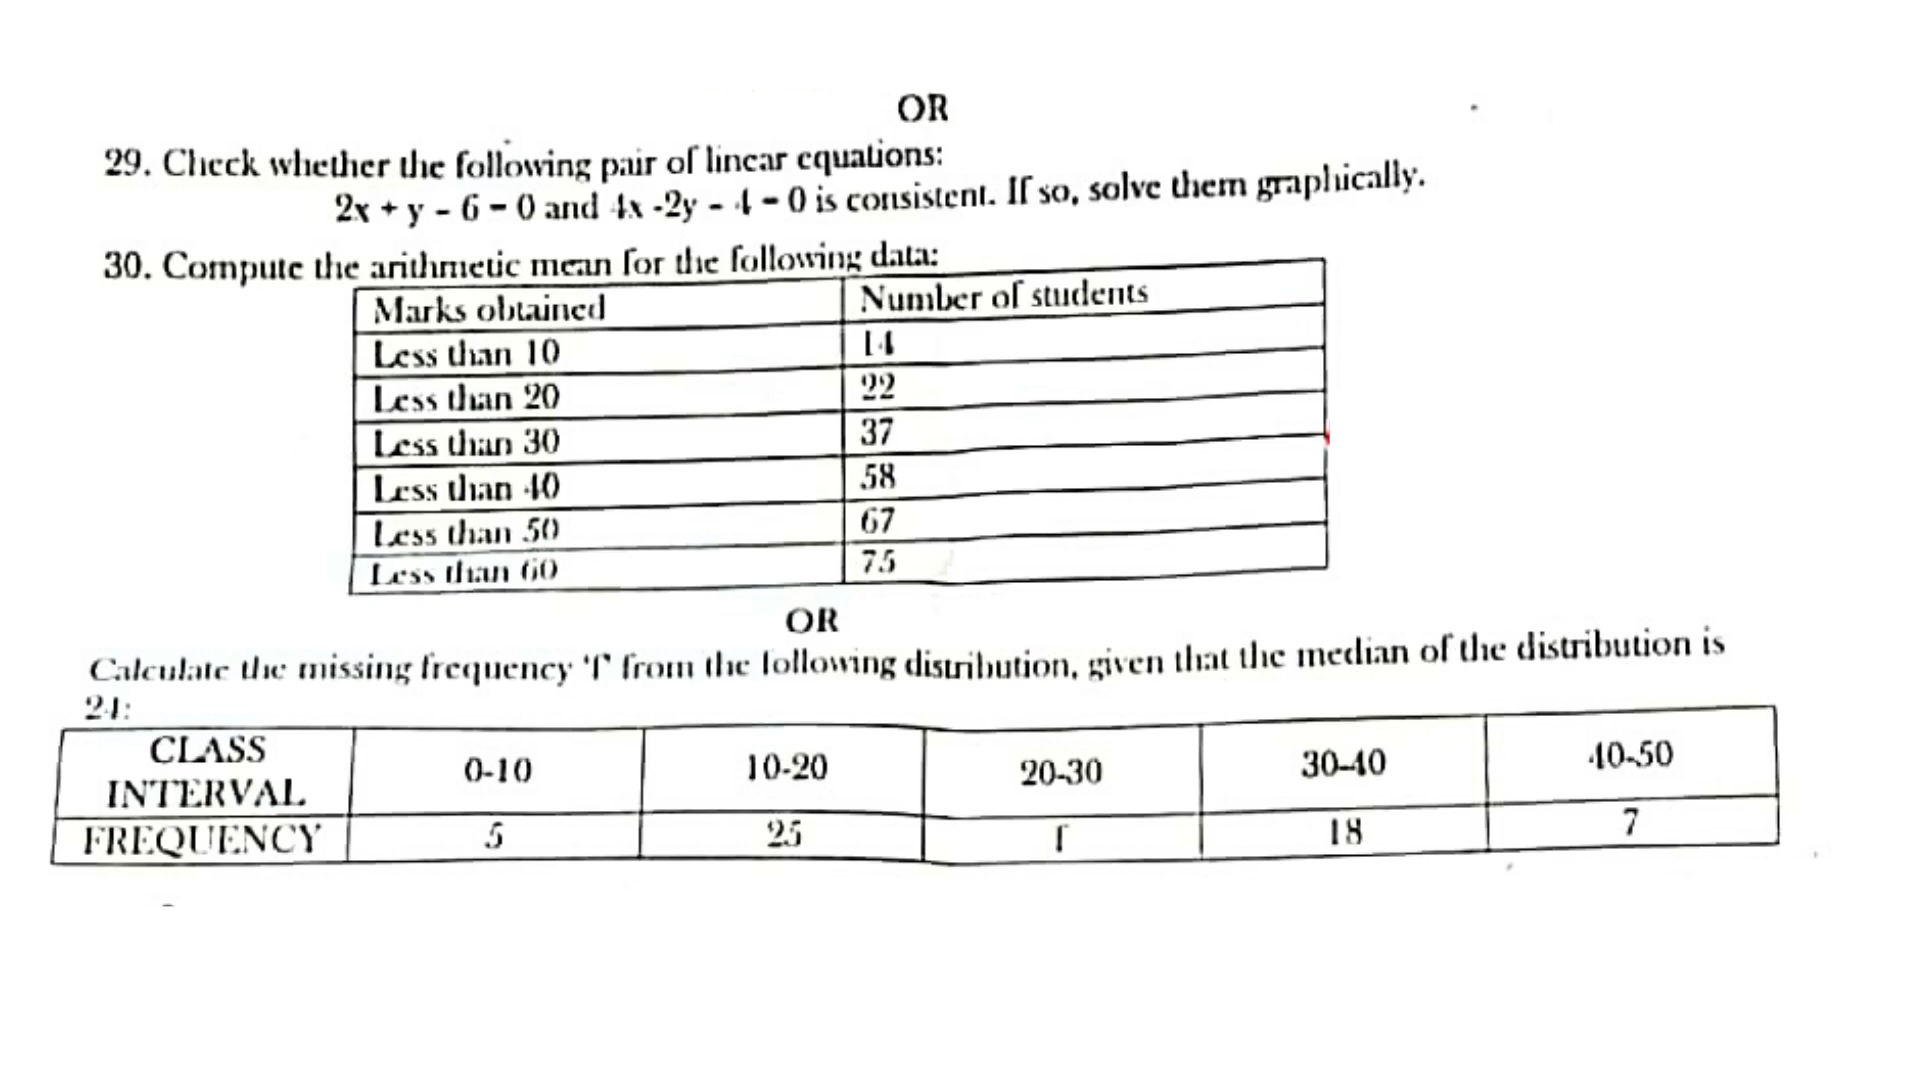 OR
29. Check whether the following pair of linear equations:
2x + y - 6 = 0 and 4x -2y - 4 = 0 is consistent. If so, solve them graphically.
30. Compute the arithmetic mean for the following data:
Marks obtained Number of students
Less than 10 14
Less than 20 22
Less than 30 37
Less than 40 58
Less than 50 67
Less than 60 75
OR
Calculate the missing frequency 'f' from the following distribution, given that the median of the distribution is
24:
CLASS
INTERVAL 0-10 10-20 20-30 30-40 40-50
FREQUENCY 5 25 f 18 7